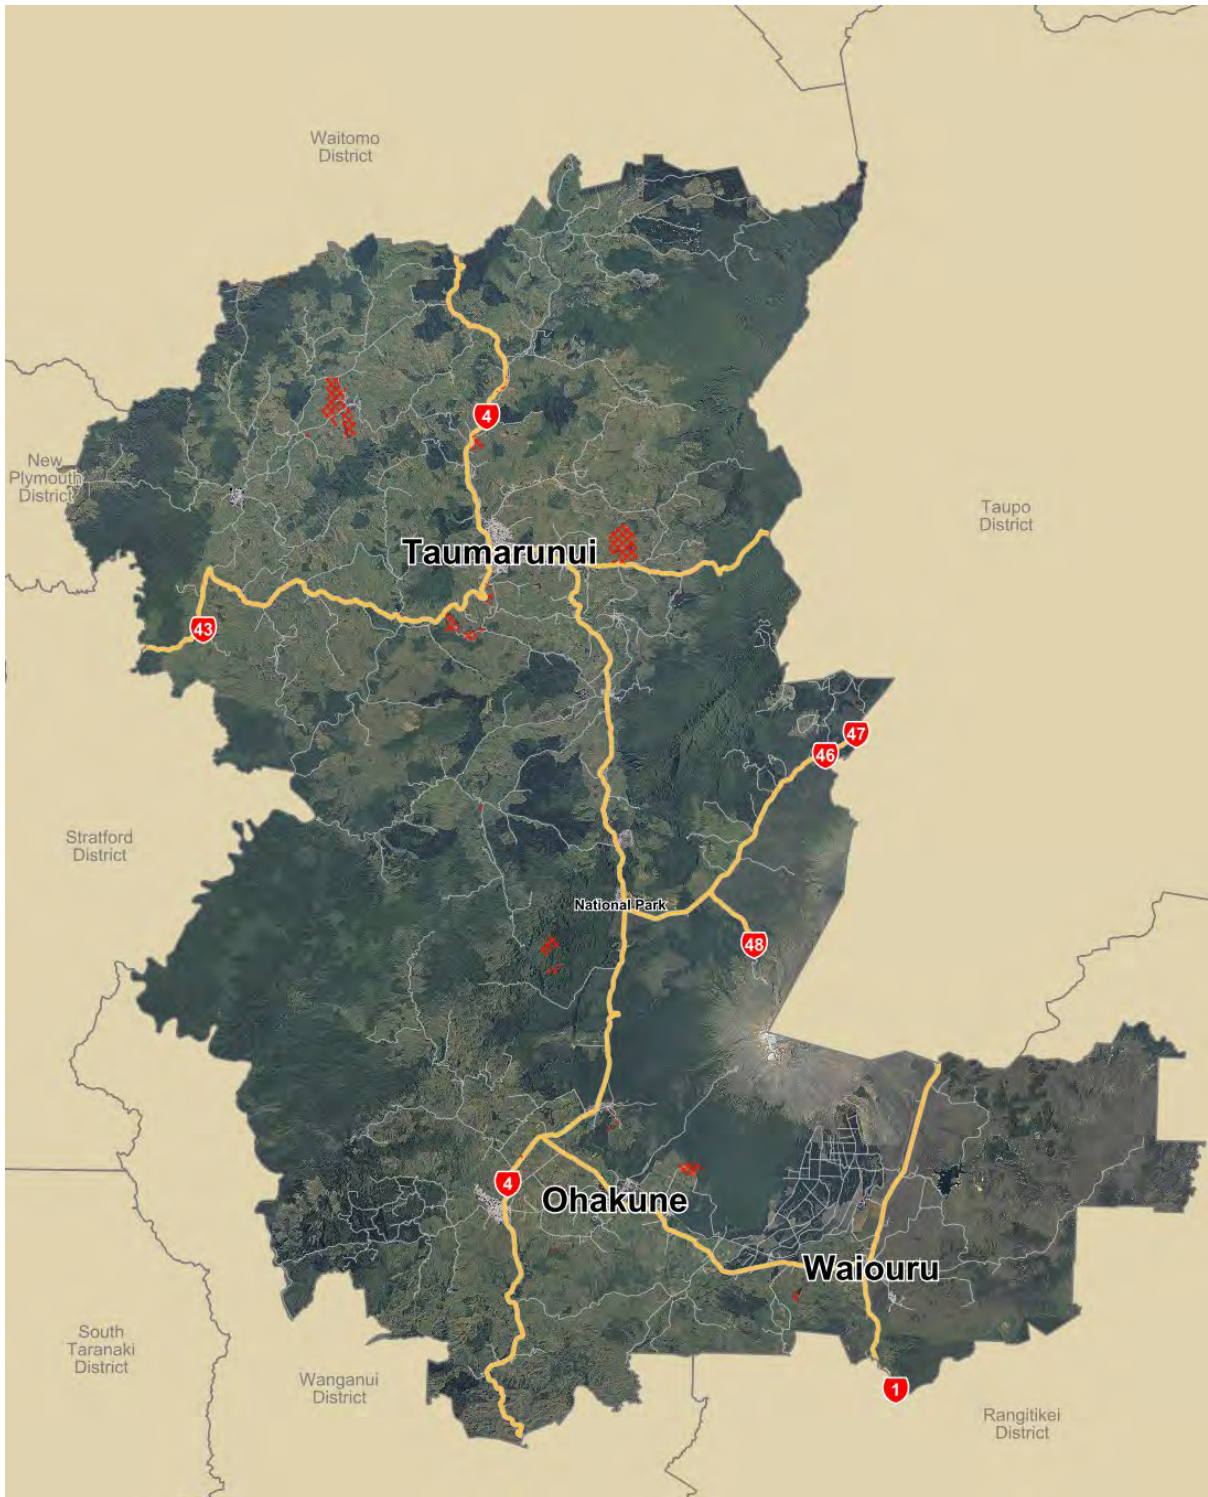 Waitomo
District
4
New
Plymouth
District
Taupo
District
Taumarunui
43
47
46
Stratford
District
National Park
48
4
Ohakune
Waiouru
South
Taranaki
District
Wanganui
District
1
Rangitikei
District